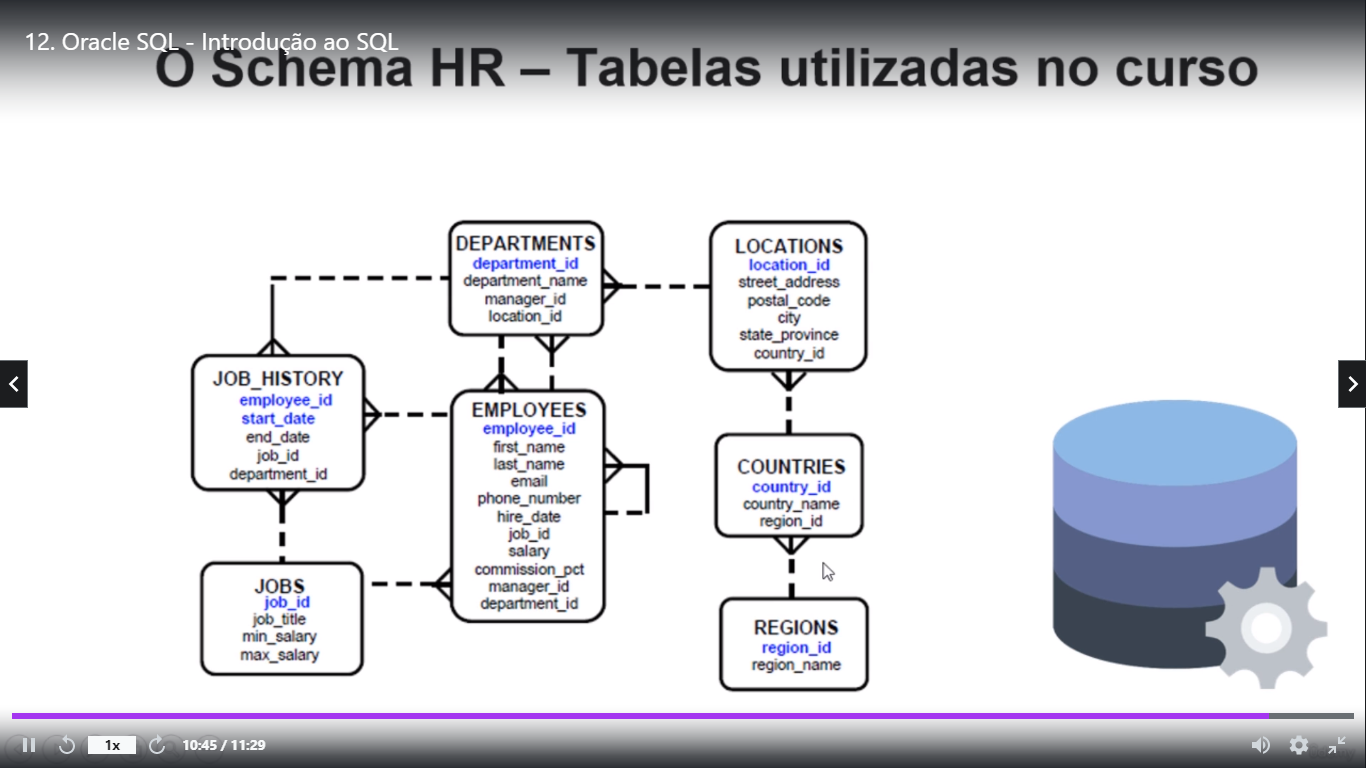 12. Oracle SQL - Introdução ao SQL
O Schema HR – Tabelas utilizadas no curso
DEPARTMENTS
department_id
department_name
manager_id
location_id
LOCATIONS
location_id
street_address
postal_code
city
state_province
country_id
JOB_HISTORY
employee_id
start_date
end_date
job_id
department_id
EMPLOYEES
employee_id
first_name
last_name
email
phone_number
hire_date
job_id
salary
commission_pct
manager_id
department_id
COUNTRIES
country_id
country_name
region_id
JOBS
job_id
job_title
min_salary
max_salary
REGIONS
region_id
region_name
1x
10:45 / 11:29